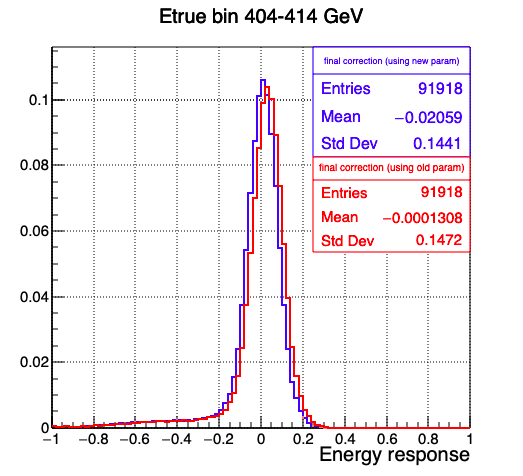 Etrue bin 404-414 GeV
final correction (using new param)
Entries 91918
Mean −0.02059
Std Dev 0.1441
final correction (using old param)
Entries 91918
Mean −0.0001308
Std Dev 0.1472
0.1
0.08
0.06
0.04
0.02
0
−1 −0.8 −0.6 −0.4 −0.2 0 0.2 0.4 0.6 0.8 1
Energy response